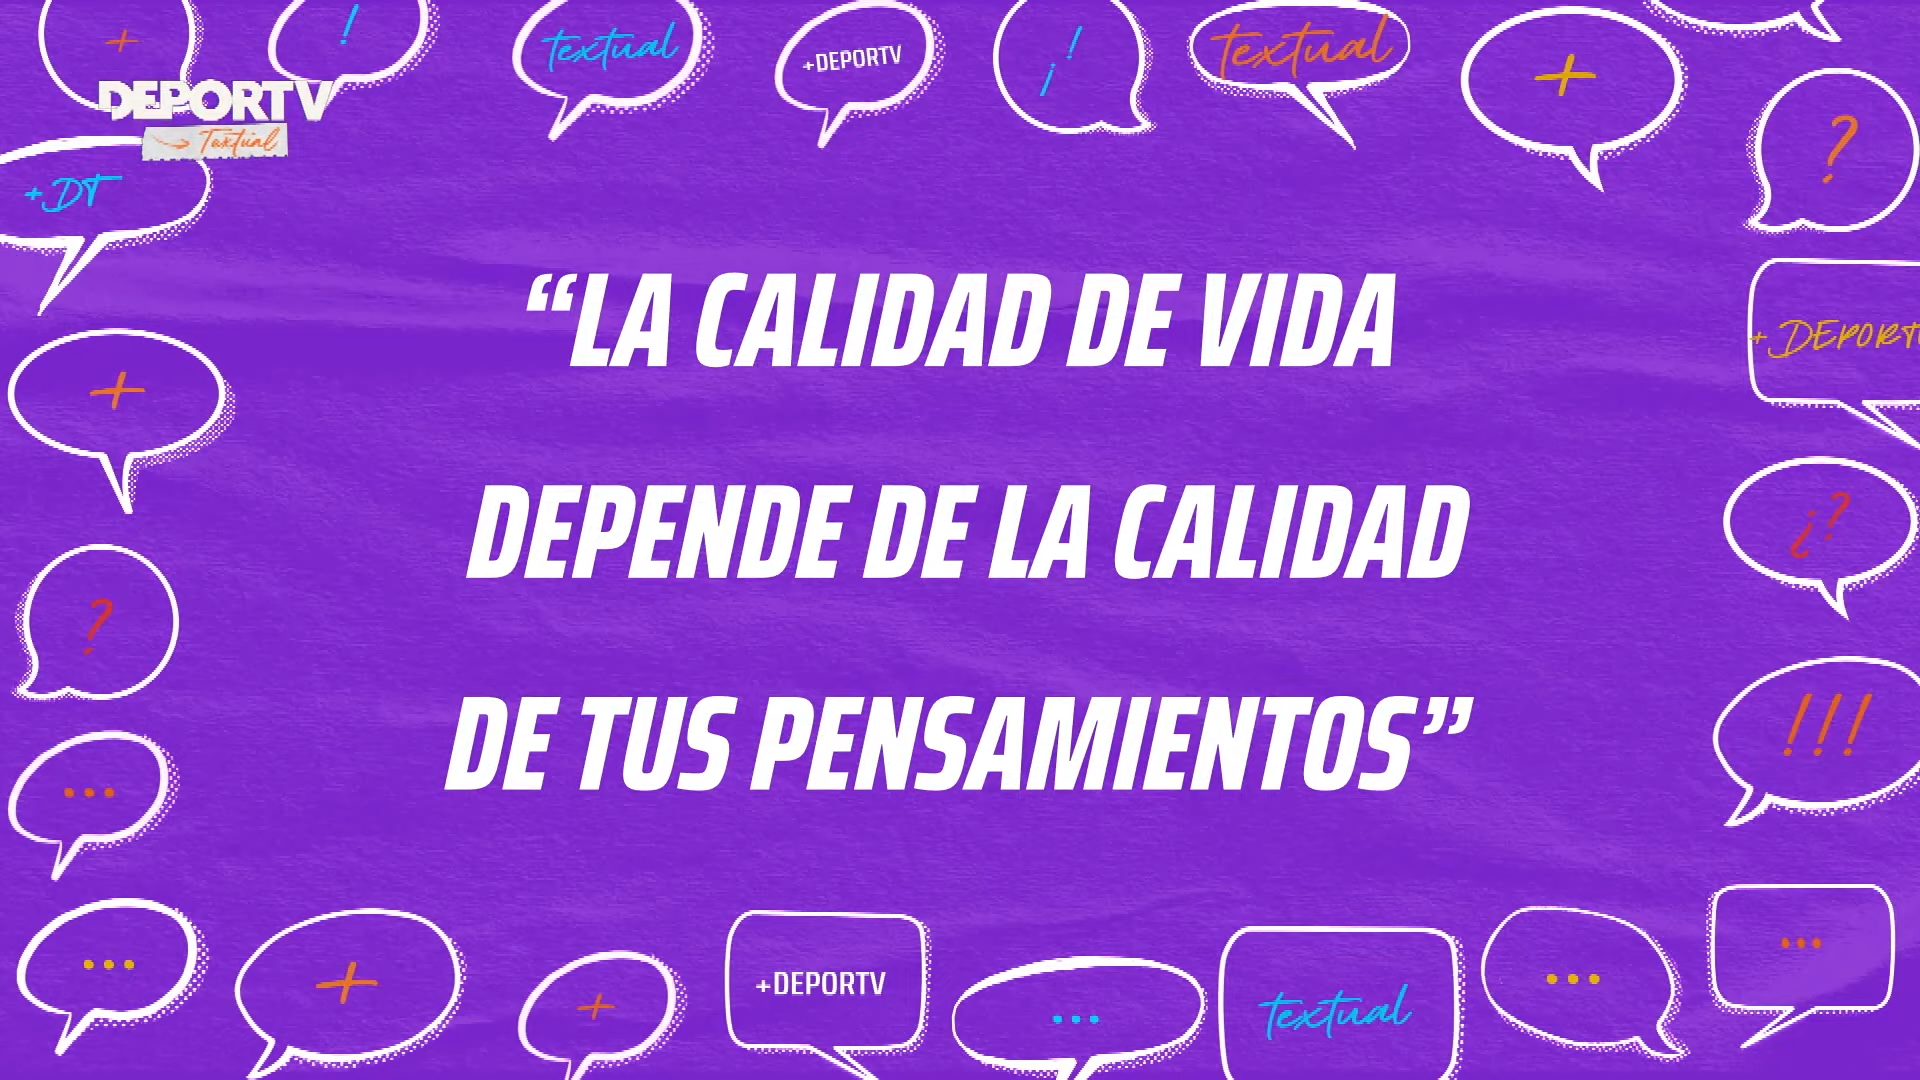 +
!
textual
+DEPORTV
¡!
textual
+
DEPORTV
Textual
?
+DT
“LA CALIDAD DE VIDA
+DEPORT
+
DEPENDE DE LA CALIDAD
¿?
?
DE TUS PENSAMIENTOS”
!!!
...
...
+
+
+DEPORTV
...
textual
...
...